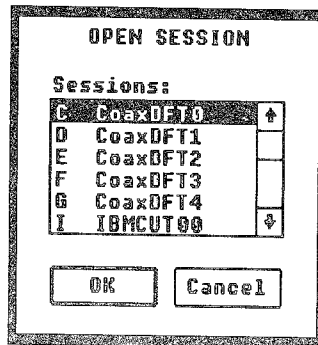 OPEN SESSION
Sessions:
C CoaxDFT0
D CoaxDFT1
E CoaxDFT2
F CoaxDFT3
G CoaxDFT4
I IBMCUT00
OK Cancel